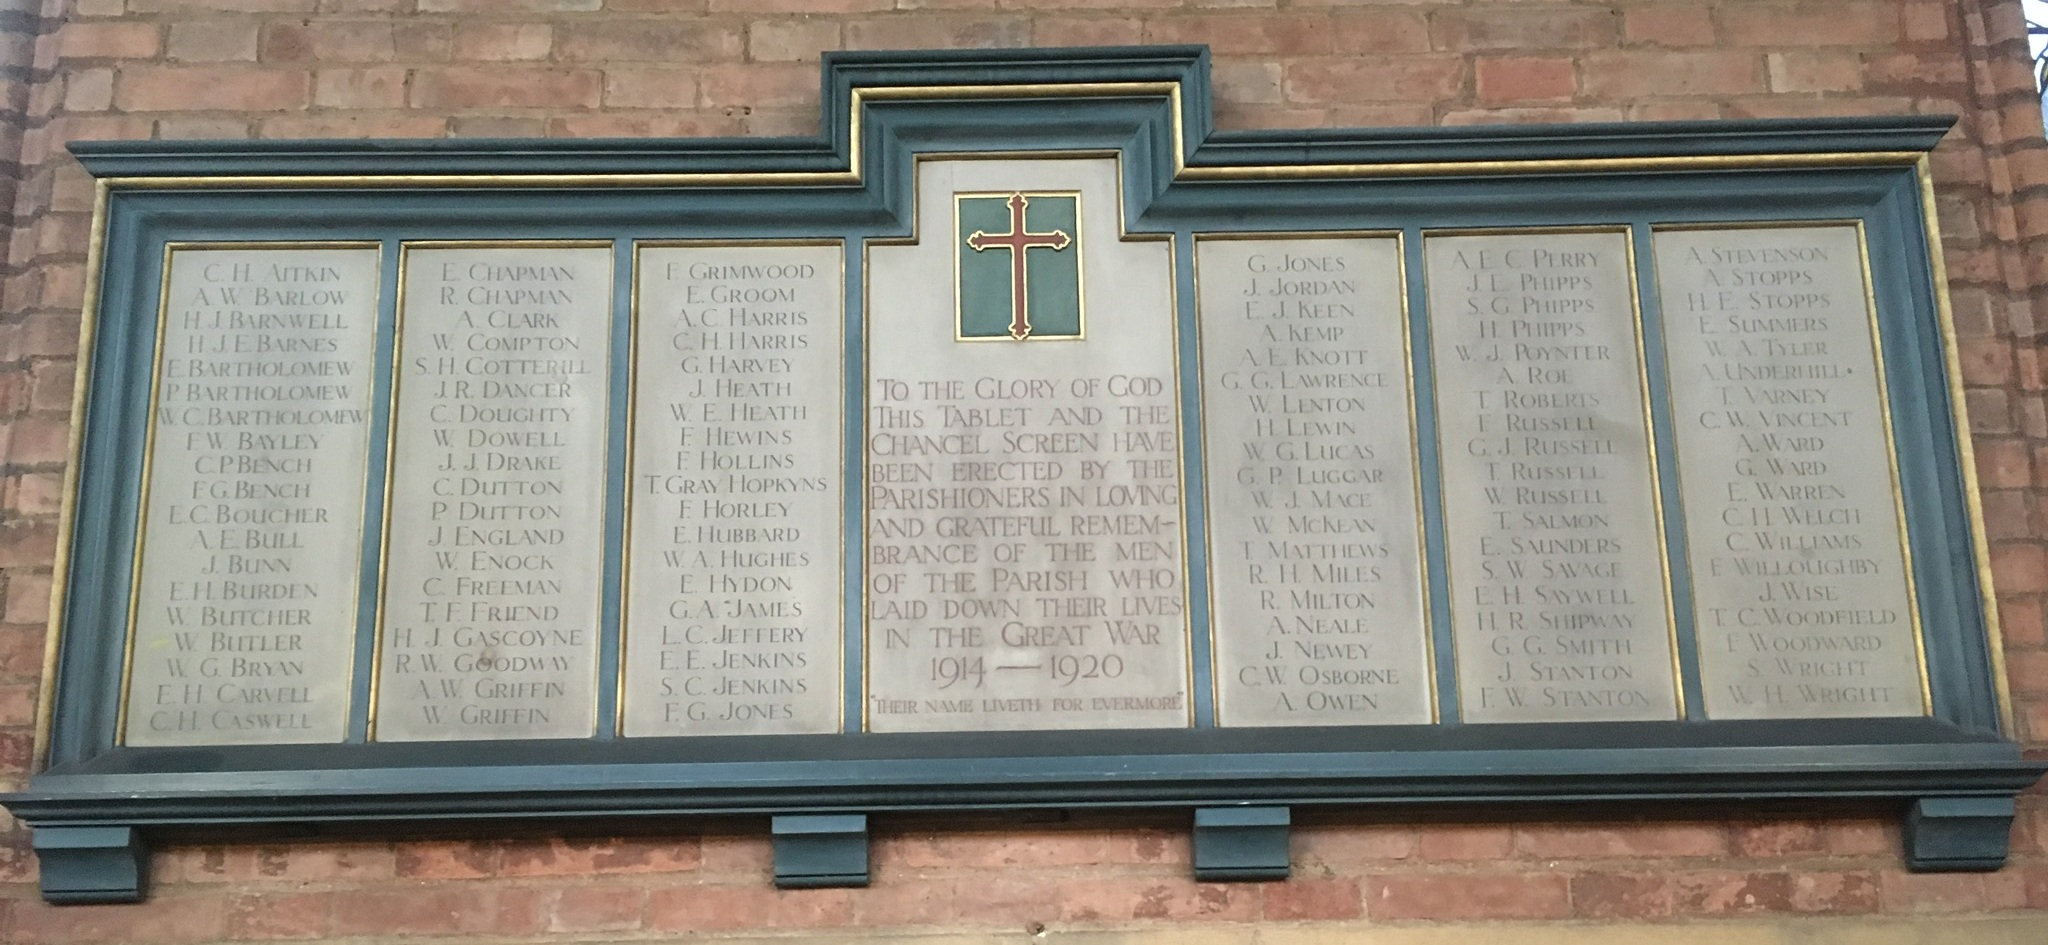 C. H. AITKIN
A. W. BARLOW
H. J. BARNWELL
H. J. E. BARNES
E. BARTHOLOMEW
P. BARTHOLOMEW
W. C. BARTHOLOMEW
F. W. BAYLEY
C. P. BENCH
F. G. BENCH
E. C. BOUCHER
A. E. BULL
J. BUNN
E. H. BURDEN
W. BUTCHER
W. BUTLER
W. G. BRYAN
E. H. CARVELL
C. H. CASWELL
E. CHAPMAN
R. CHAPMAN
A. CLARK
W. COMPTON
S. H. COTTERILL
J. R. DANCER
C. DOUGHTY
W. DOWELL
J. J. DRAKE
C. DUTTON
P. DUTTON
J. ENGLAND
W. ENOCK
C. FREEMAN
T. F. FRIEND
H. J. GASCOYNE
R. W. GOODWAY
A. W. GRIFFIN
W. GRIFFIN
F. GRIMWOOD
E. GROOM
A. C. HARRIS
C. H. HARRIS
G. HARVEY
J. HEATH
W. E. HEATH
F. HEWINS
F. HOLLINS
T. GRAY HOPKYNS
F. HORLEY
E. HUBBARD
W. A. HUGHES
E. HYDON
G. A. JAMES
L. C. JEFFERY
E. E. JENKINS
S. C. JENKINS
F. G. JONES
TO THE GLORY OF GOD
THIS TABLET AND THE
CHANCEL SCREEN HAVE
BEEN ERECTED BY THE
PARISHIONERS IN LOVING
AND GRATEFUL REMEM-
BRANCE OF THE MEN
OF THE PARISH WHO
LAID DOWN THEIR LIVES
IN THE GREAT WAR
1914 — 1920
"THEIR NAME LIVETH FOR EVERMORE"
G. JONES
J. JORDAN
E. J. KEEN
A. KEMP
A. E. KNOTT
G. G. LAWRENCE
W. LENTON
H. LEWIN
W. G. LUCAS
G. P. LUGGAR
W. J. MACE
W. MCKEAN
T. MATTHEWS
R. H. MILES
R. MILTON
A. NEALE
J. NEWEY
C. W. OSBORNE
A. OWEN
A. E. C. PERRY
J. E. PHIPPS
S. G. PHIPPS
H. PHIPPS
W. J. POYNTER
A. ROE
T. ROBERTS
F. RUSSELL
G. J. RUSSELL
T. RUSSELL
W. RUSSELL
T. SALMON
E. SAUNDERS
S. W. SAVAGE
E. H. SAYWELL
H. R. SHIPWAY
G. G. SMITH
J. STANTON
F. W. STANTON
A. STEVENSON
A. STOPPS
H. E. STOPPS
E. SUMMERS
W. A. TYLER
A. UNDERHILL
T. VARNEY
C. W. VINCENT
A. WARD
G. WARD
E. WARREN
C. H. WELCH
C. WILLIAMS
F. WILLOUGHBY
J. WISE
T. C. WOODFIELD
F. WOODWARD
S. WRIGHT
W. H. WRIGHT